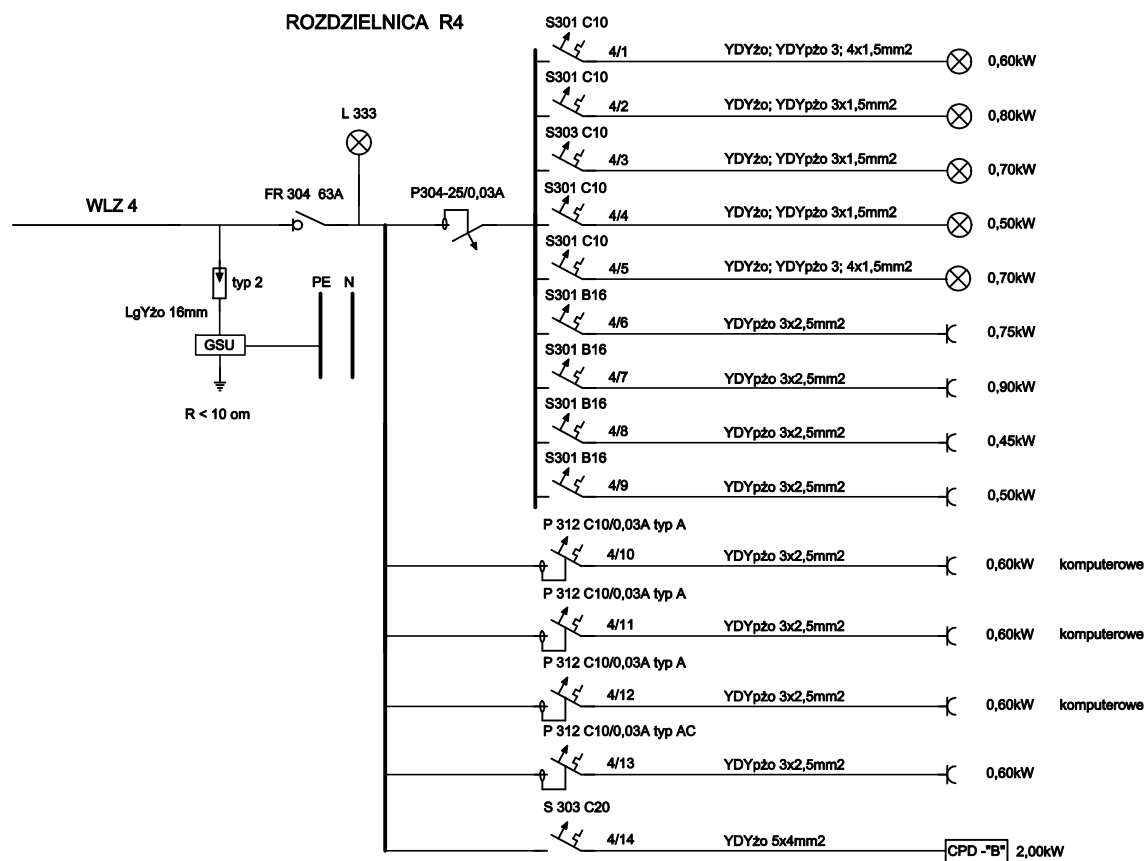 ROZDZIELNICA R4
S301 C10
4/1 YDYżo; YDYpżo 3; 4x1,5mm2 0,60kW
S301 C10
4/2 YDYżo; YDYpżo 3x1,5mm2 0,80kW
L 333
S303 C10
4/3 YDYżo; YDYpżo 3x1,5mm2 0,70kW
FR 304 63A
P304-25/0,03A
S301 C10
WLZ 4
4/4 YDYżo; YDYpżo 3x1,5mm2 0,50kW
S301 C10
4/5 YDYżo; YDYpżo 3; 4x1,5mm2 0,70kW
typ 2
PE N
LgYżo 16mm
S301 B16
4/6 YDYpżo 3x2,5mm2 0,75kW
GSU
S301 B16
4/7 YDYpżo 3x2,5mm2 0,90kW
R < 10 om
S301 B16
4/8 YDYpżo 3x2,5mm2 0,45kW
S301 B16
4/9 YDYpżo 3x2,5mm2 0,50kW
P 312 C10/0,03A typ A
4/10 YDYpżo 3x2,5mm2 0,60kW komputerowe
P 312 C10/0,03A typ A
4/11 YDYpżo 3x2,5mm2 0,60kW komputerowe
P 312 C10/0,03A typ A
4/12 YDYpżo 3x2,5mm2 0,60kW komputerowe
P 312 C10/0,03A typ AC
4/13 YDYpżo 3x2,5mm2 0,60kW
S 303 C20
4/14 YDYżo 5x4mm2 CPD -"B" 2,00kW